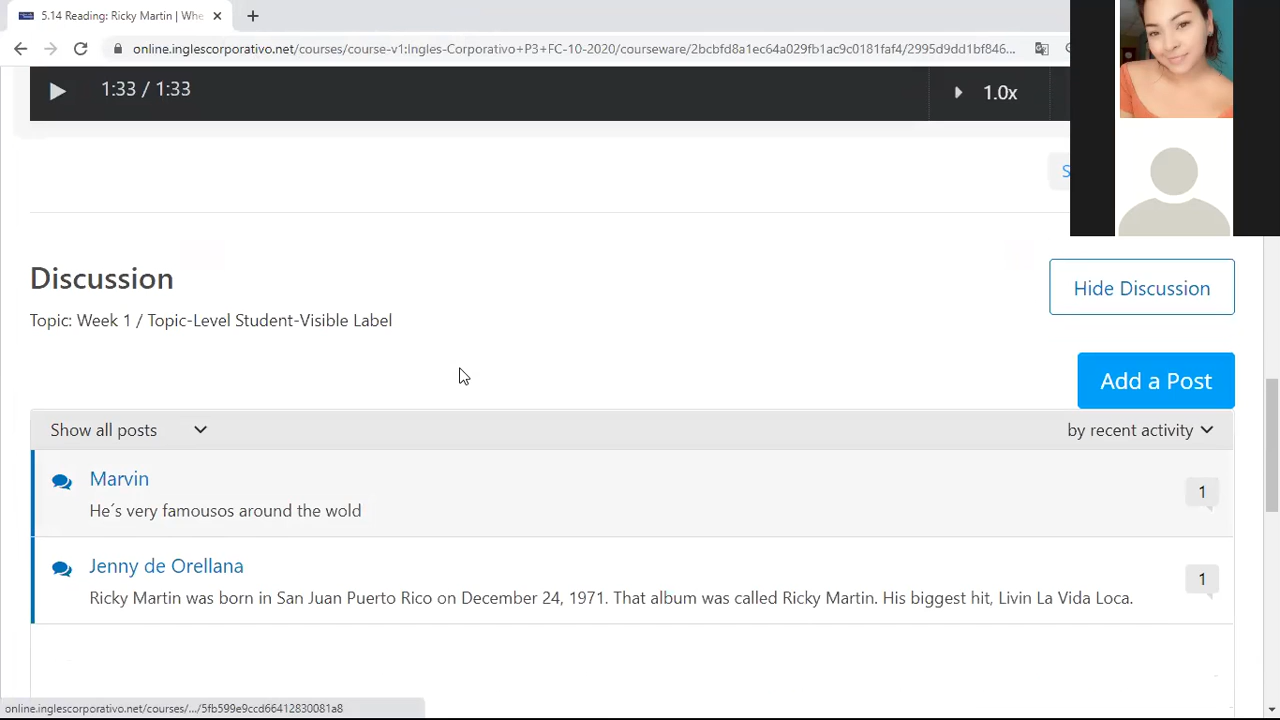 5.14 Reading: Ricky Martin | Whe
online.inglescorporativo.net/courses/course-v1:Ingles-Corporativo+P3+FC-10-2020/courseware/2bcbfd8a1ec64a029fb1ac9c0181faf4/2995d9dd1bf846...
1:33 / 1:33
1.0x
S
Discussion
Hide Discussion
Topic: Week 1 / Topic-Level Student-Visible Label
Add a Post
Show all posts
by recent activity
Marvin
1
He´s very famousos around the wold
Jenny de Orellana
1
Ricky Martin was born in San Juan Puerto Rico on December 24, 1971. That album was called Ricky Martin. His biggest hit, Livin La Vida Loca.
online.inglescorporativo.net/courses/.../5fb599e9ccd66412830081a8